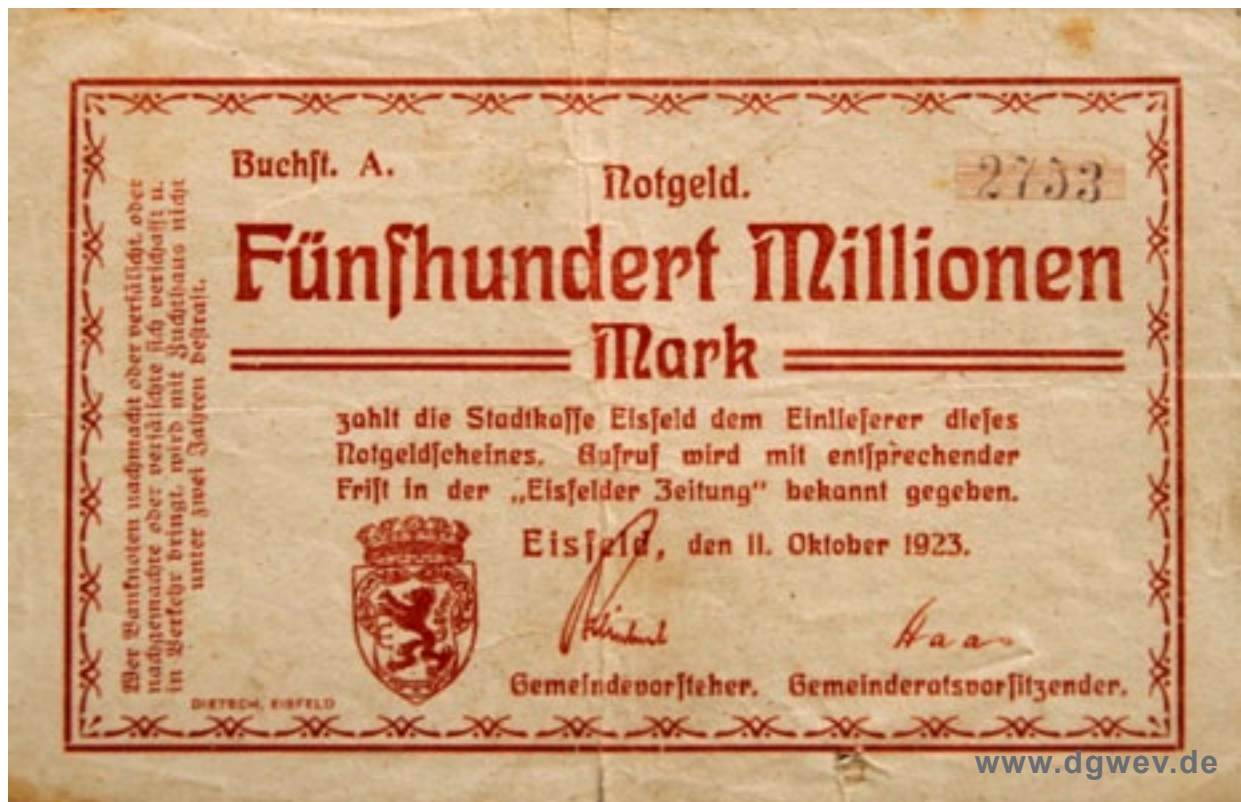 Buchſt. A.
Notgeld.
2753
Fünfhundert Millionen
Mark
zahlt die Stadtkaſſe Eisfeld dem Einlieferer dieſes
Notgeldſcheines. Aufruf wird mit entſprechender
Friſt in der „Eisfelder Zeitung“ bekannt gegeben.
Eisfeld, den 11. Oktober 1923.
Haas
Gemeindevorſteher. Gemeinderatsvorſitzender.
Wer Banknoten nachmacht oder verfälſcht, oder
nachgemachte oder verfälſchte ſich verſchafft u.
in Verkehr bringt, wird mit Zuchthaus nicht
unter zwei Jahren beſtraft.
DIETSCH, EISFELD
www.dgwev.de